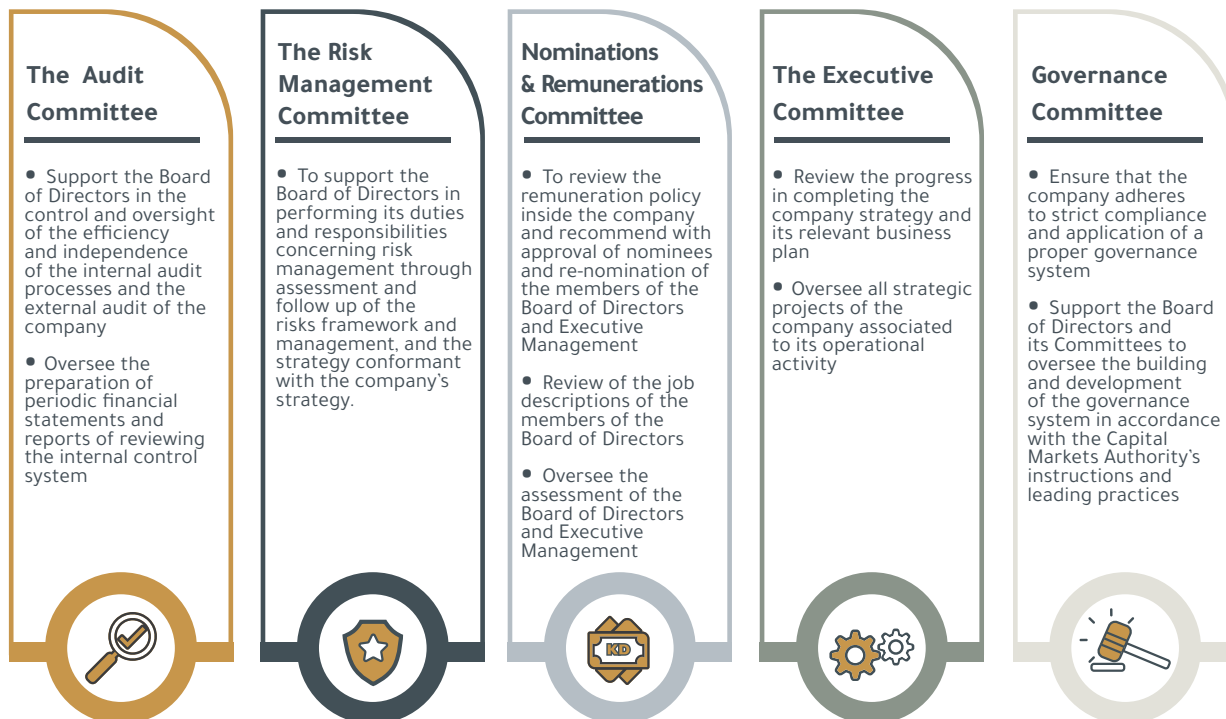 The Audit
Committee
• Support the Board
of Directors in the
control and oversight
of the efficiency
and independence
of the internal audit
processes and the
external audit of the
company
• Oversee the
preparation of
periodic financial
statements and
reports of reviewing
the internal control
system
The Risk
Management
Committee
• To support the
Board of Directors in
performing its duties
and responsibilities
concerning risk
management through
assessment and
follow up of the
risks framework and
management, and the
strategy conformant
with the company's
strategy.
Nominations
& Remunerations
Committee
• To review the
remuneration policy
inside the company
and recommend with
approval of nominees
and re-nomination of
the members of the
Board of Directors
and Executive
Management
• Review of the job
descriptions of the
members of the
Board of Directors
• Oversee the
assessment of the
Board of Directors
and Executive
Management
KD
The Executive
Committee
• Review the progress
in completing the
company strategy and
its relevant business
plan
• Oversee all strategic
projects of the
company associated
to its operational
activity
Governance
Committee
• Ensure that the
company adheres
to strict compliance
and application of a
proper governance
system
• Support the Board
of Directors and
its Committees to
oversee the building
and development
of the governance
system in accordance
with the Capital
Markets Authority's
instructions and
leading practices